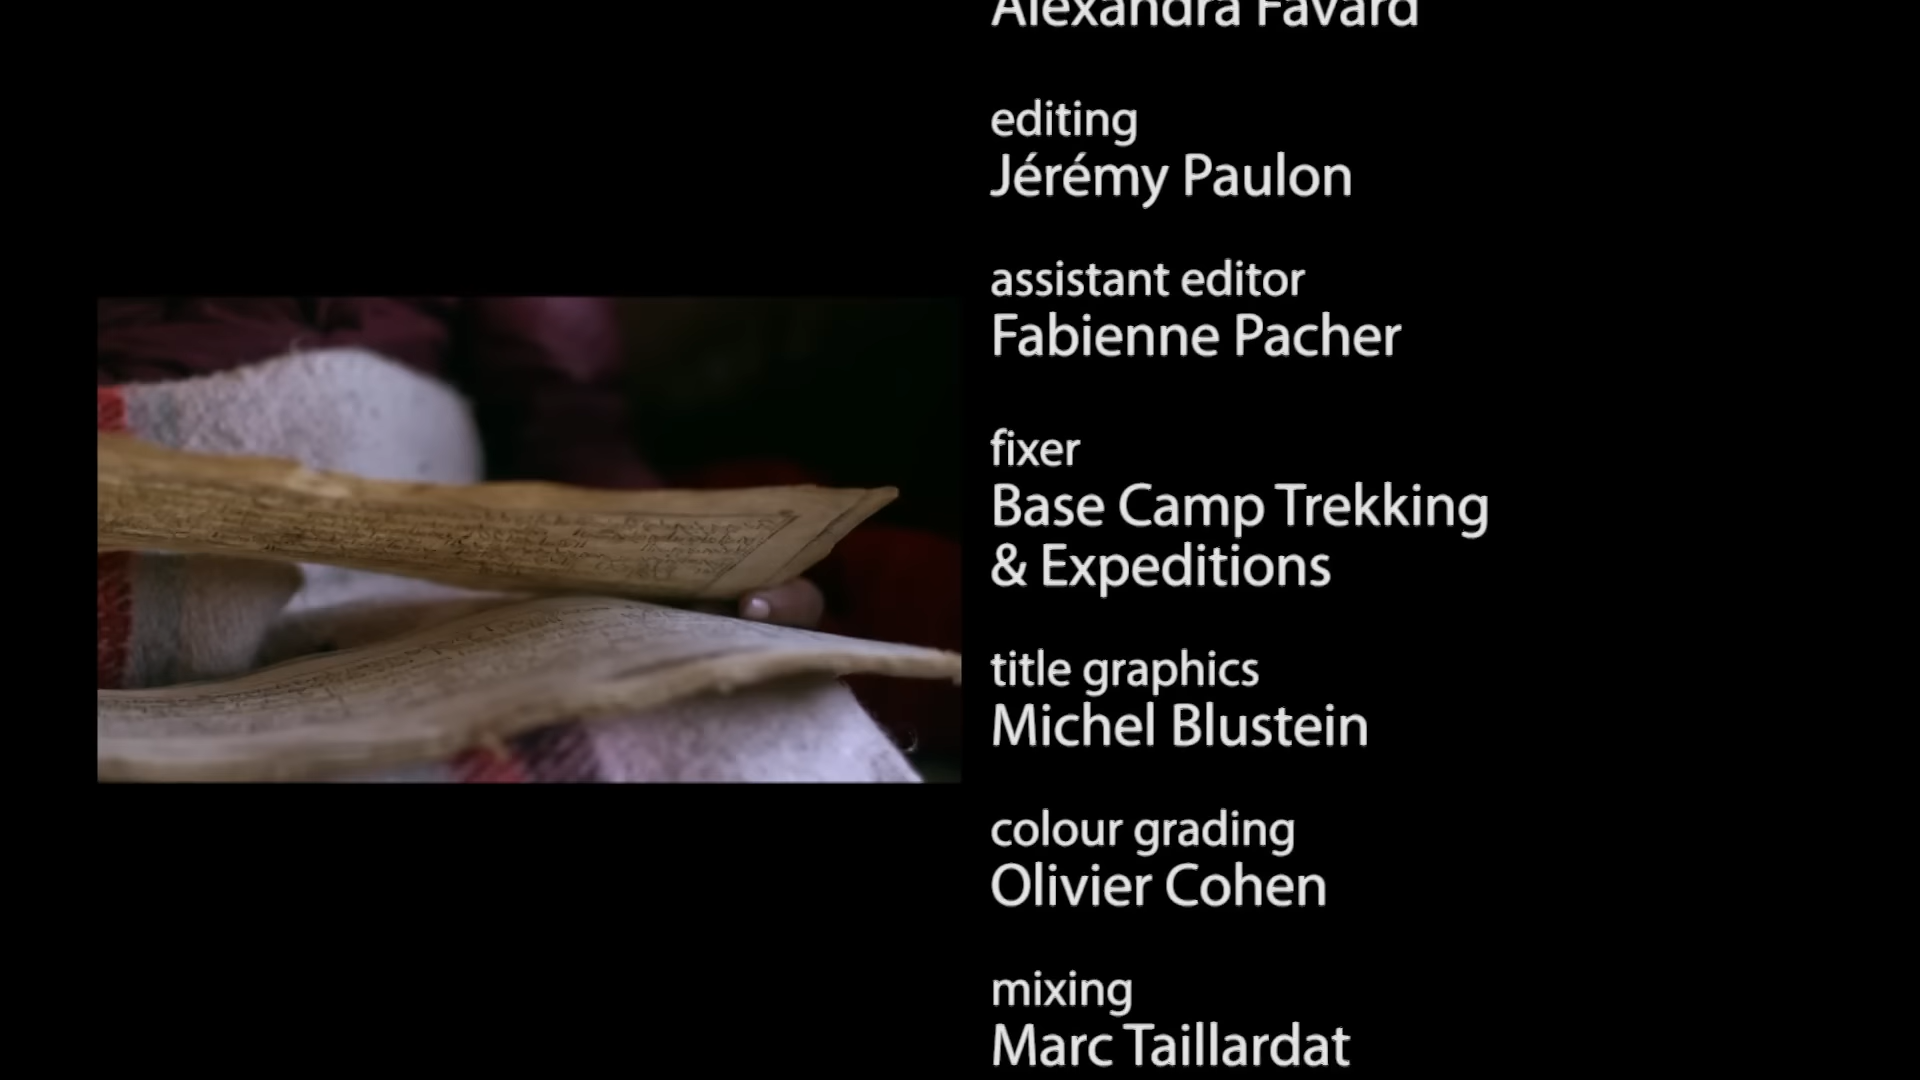 Alexandra Favard
editing
Jérémy Paulon
assistant editor
Fabienne Pacher
fixer
Base Camp Trekking
& Expeditions
title graphics
Michel Blustein
colour grading
Olivier Cohen
mixing
Marc Taillardat